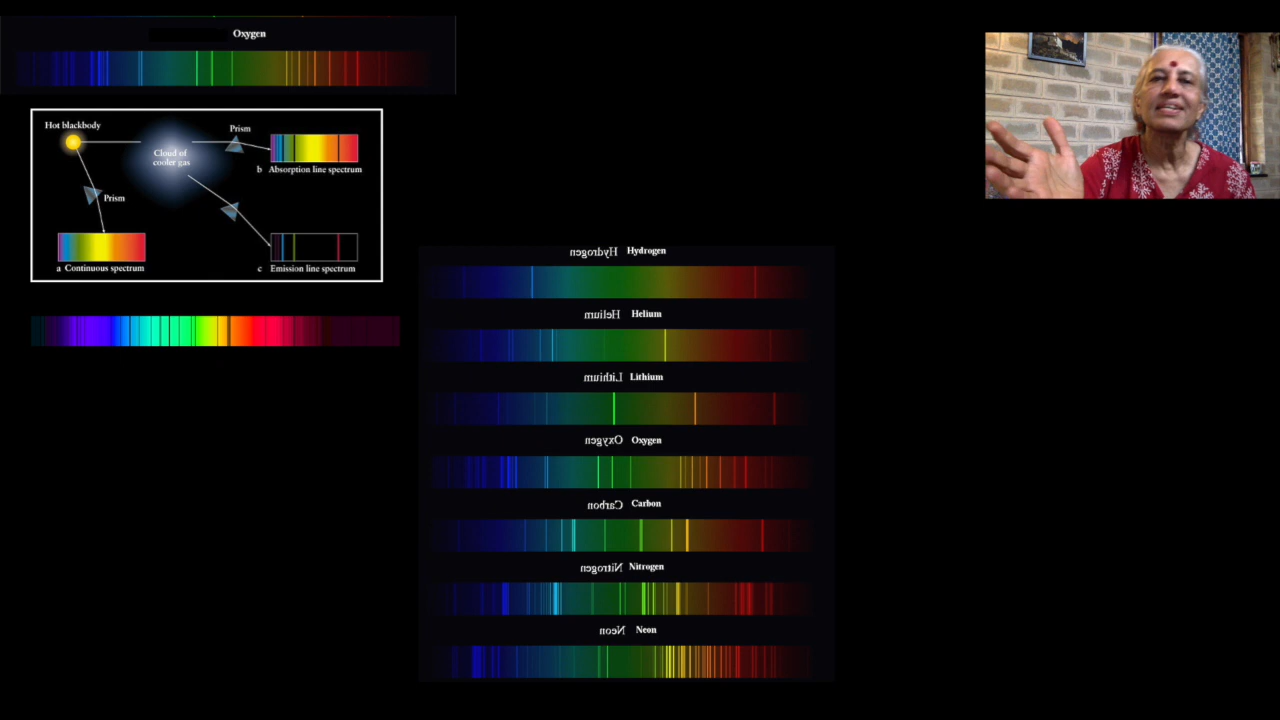 Oxygen
Hot blackbody
Prism
Cloud of
cooler gas
b Absorption line spectrum
Prism
a Continuous spectrum
c Emission line spectrum
Hydrogen Hydrogen
Helium Helium
Lithium Lithium
Oxygen Oxygen
Carbon Carbon
Nitrogen Nitrogen
Neon Neon